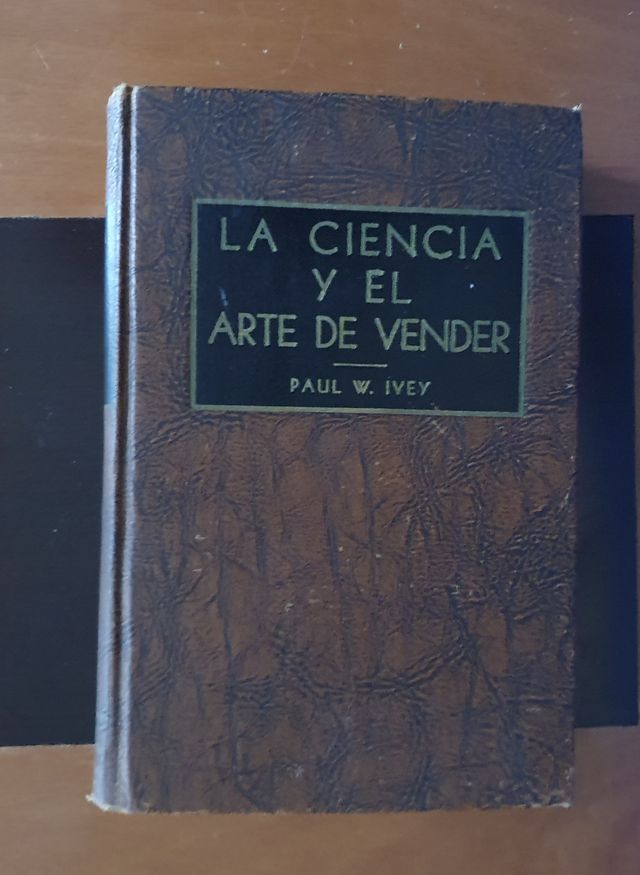 LA CIENCIA
Y EL
ARTE DE VENDER
PAUL W. IVEY